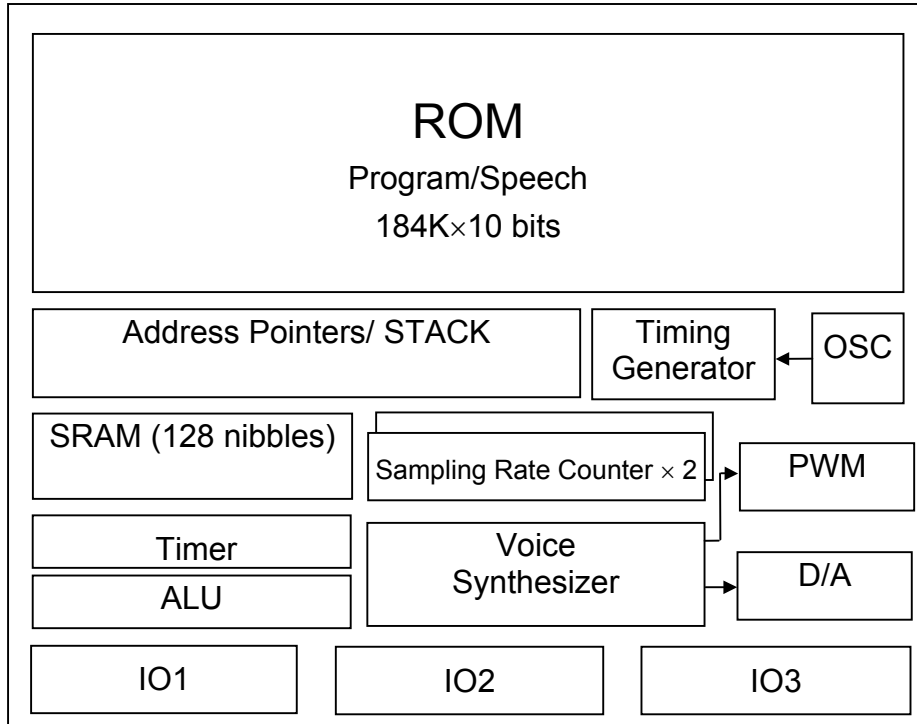 ROM
Program/Speech
184K×10 bits
Address Pointers/ STACK
Timing
Generator
OSC
SRAM (128 nibbles)
Sampling Rate Counter × 2
PWM
Timer
Voice
Synthesizer
D/A
ALU
IO1
IO2
IO3